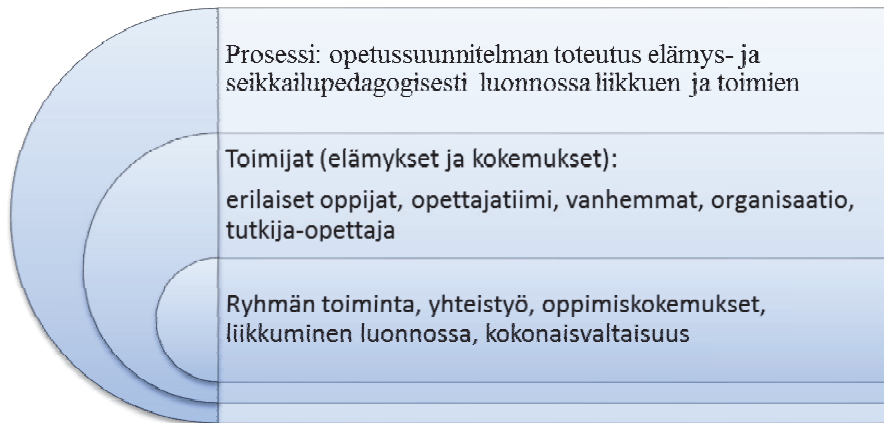 Prosessi: opetussuunnitelman toteutus elämys- ja
seikkailupedagogisesti luonnossa liikkuen ja toimien
Toimijat (elämykset ja kokemukset):
erilaiset oppijat, opettajatiimi, vanhemmat, organisaatio,
tutkija-opettaja
Ryhmän toiminta, yhteistyö, oppimiskokemukset,
liikkuminen luonnossa, kokonaisvaltaisuus